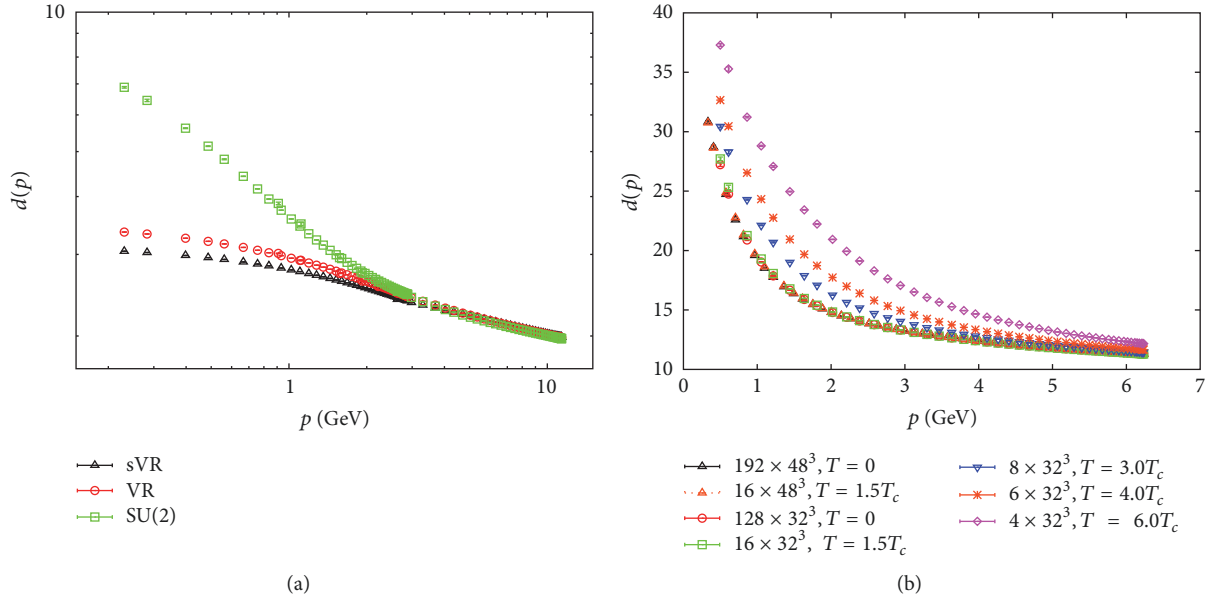 10
d(p)
1
10
p (GeV)
sVR
VR
SU(2)
(a)
40
35
30
25
20
15
10
d(p)
0
1
2
3
4
5
6
7
p (GeV)
192 × 48³, T = 0
16 × 48³, T = 1.5T_c
128 × 32³, T = 0
16 × 32³, T = 1.5T_c
8 × 32³, T = 3.0T_c
6 × 32³, T = 4.0T_c
4 × 32³, T = 6.0T_c
(b)